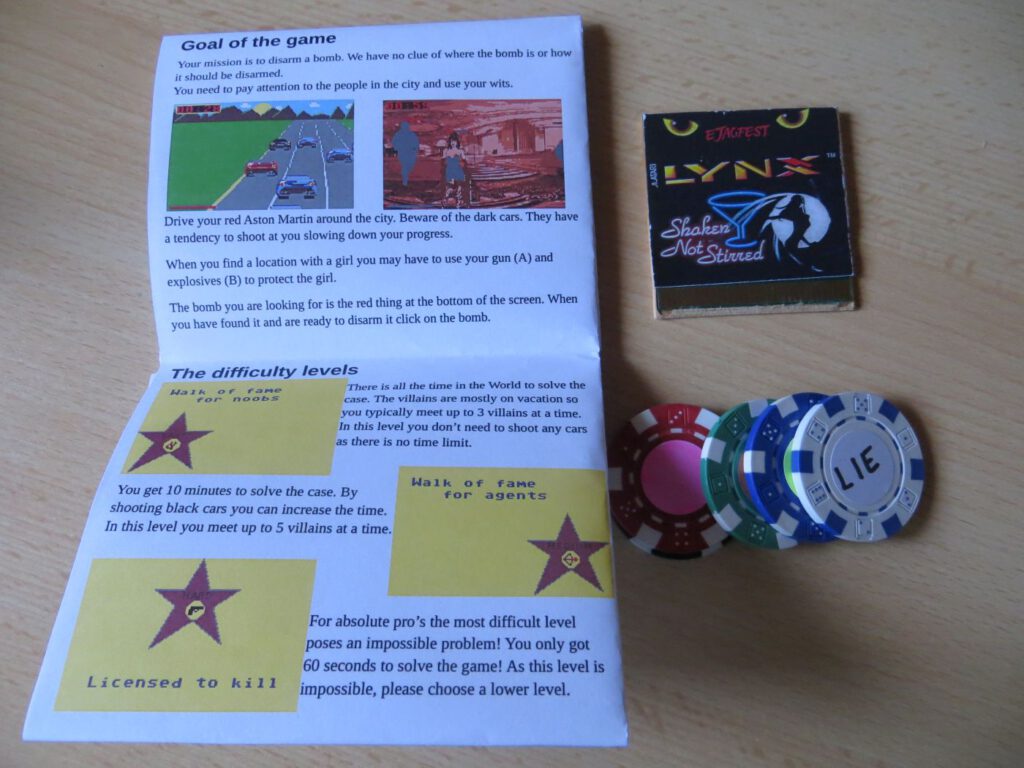 Goal of the game
Your mission is to disarm a bomb. We have no clue of where the bomb is or how
it should be disarmed.
You need to pay attention to the people in the city and use your wits.
Drive your red Aston Martin around the city. Beware of the dark cars. They have
a tendency to shoot at you slowing down your progress.
When you find a location with a girl you may have to use your gun (A) and
explosives (B) to protect the girl.
The bomb you are looking for is the red thing at the bottom of the screen. When
you have found it and are ready to disarm it click on the bomb.
The difficulty levels
Walk of fame
for noobs
There is all the time in the World to solve the
case. The villains are mostly on vacation so
you typically meet up to 3 villains at a time.
In this level you don't need to shoot any cars
as there is no time limit.
You get 10 minutes to solve the case. By
shooting black cars you can increase the time.
In this level you meet up to 5 villains at a time.
Walk of fame
for agents
HARD
Licensed to kill
For absolute pro's the most difficult level
poses an impossible problem! You only got
60 seconds to solve the game! As this level is
impossible, please choose a lower level.
EJAGFEST
ATARI
LYNX™
Shaken
Not Stirred
LIE